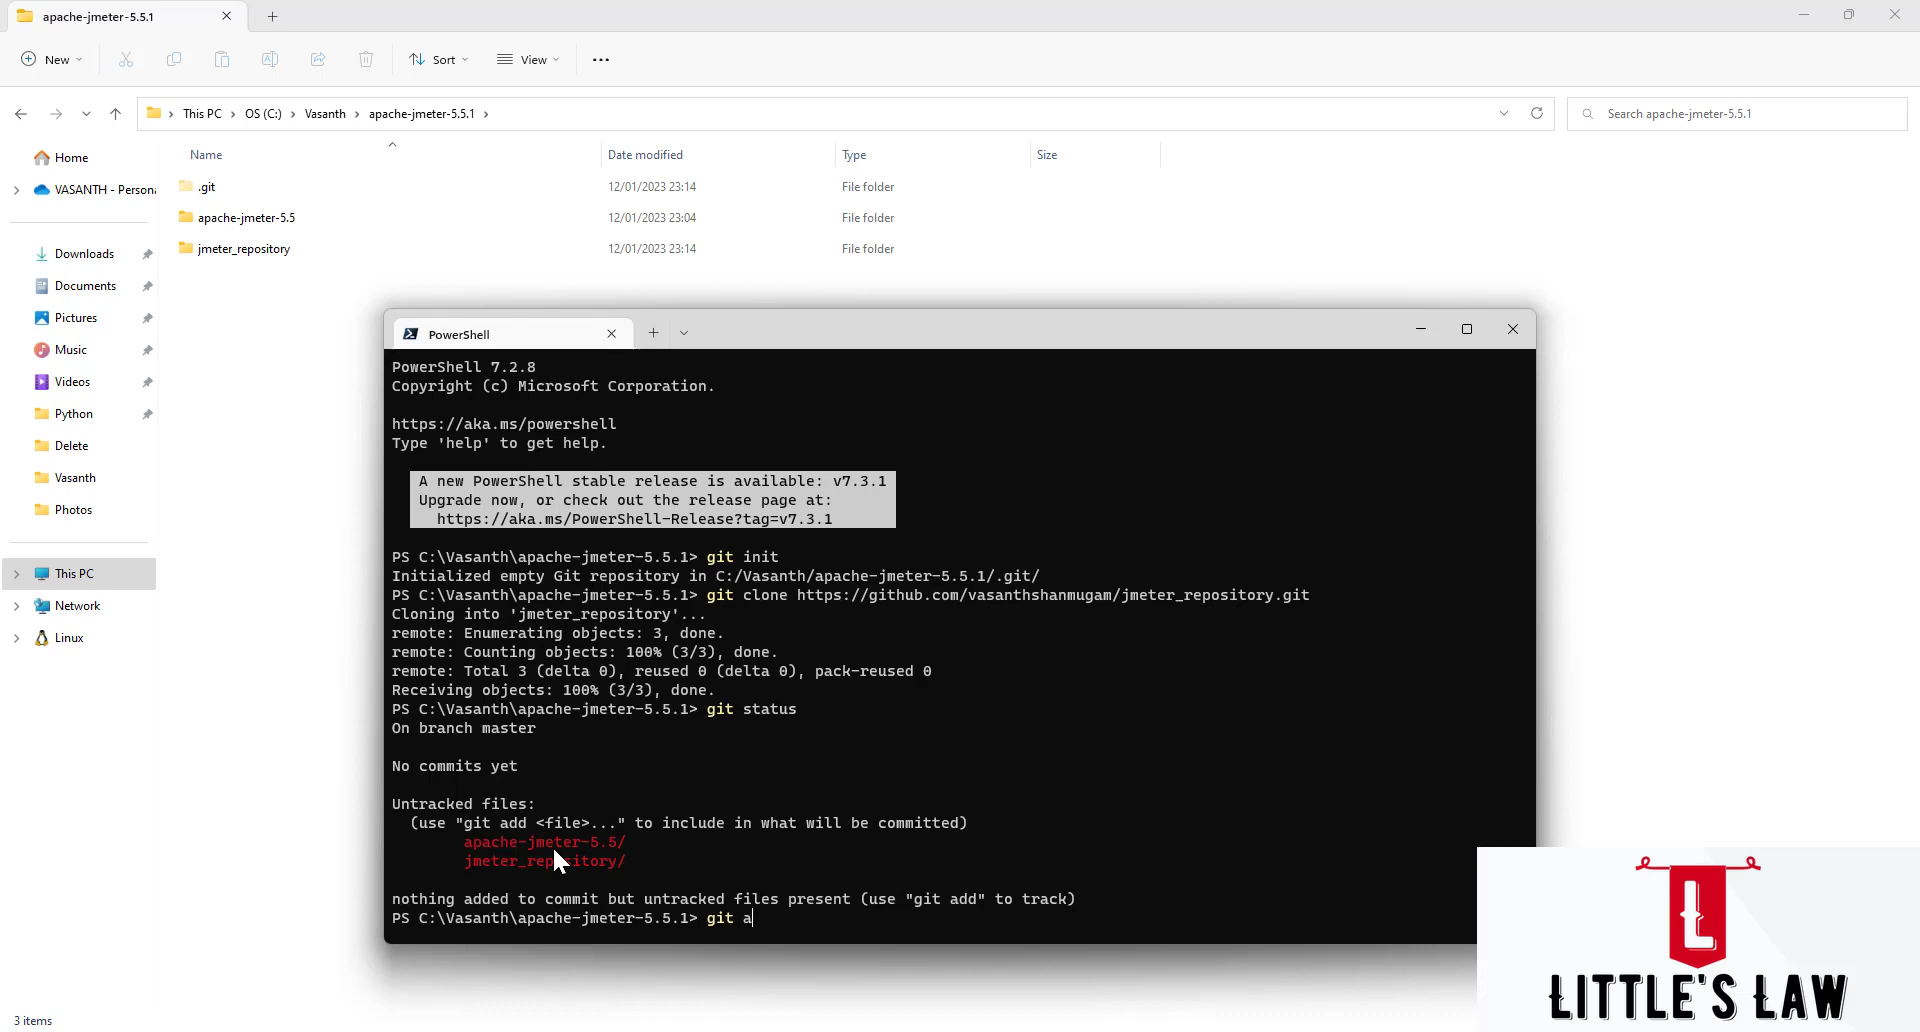 apache-jmeter-5.5.1
New
Sort
View
This PC > OS (C:) > Vasanth > apache-jmeter-5.5.1 >
Search apache-jmeter-5.5.1
Name Date modified Type Size
.git 12/01/2023 23:14 File folder
apache-jmeter-5.5 12/01/2023 23:04 File folder
jmeter_repository 12/01/2023 23:14 File folder
Home
VASANTH - Persona
Downloads
Documents
Pictures
Music
Videos
Python
Delete
Vasanth
Photos
This PC
Network
Linux
3 items
PowerShell
PowerShell 7.2.8
Copyright (c) Microsoft Corporation.
https://aka.ms/powershell
Type 'help' to get help.
A new PowerShell stable release is available: v7.3.1
Upgrade now, or check out the release page at:
https://aka.ms/PowerShell-Release?tag=v7.3.1
PS C:\Vasanth\apache-jmeter-5.5.1> git init
Initialized empty Git repository in C:/Vasanth/apache-jmeter-5.5.1/.git/
PS C:\Vasanth\apache-jmeter-5.5.1> git clone https://github.com/vasanthshanmugam/jmeter_repository.git
Cloning into 'jmeter_repository'...
remote: Enumerating objects: 3, done.
remote: Counting objects: 100% (3/3), done.
remote: Total 3 (delta 0), reused 0 (delta 0), pack-reused 0
Receiving objects: 100% (3/3), done.
PS C:\Vasanth\apache-jmeter-5.5.1> git status
On branch master
No commits yet
Untracked files:
(use "git add <file>..." to include in what will be committed)
apache-jmeter-5.5/
jmeter_repository/
nothing added to commit but untracked files present (use "git add" to track)
PS C:\Vasanth\apache-jmeter-5.5.1> git a
L
LITTLE'S LAW